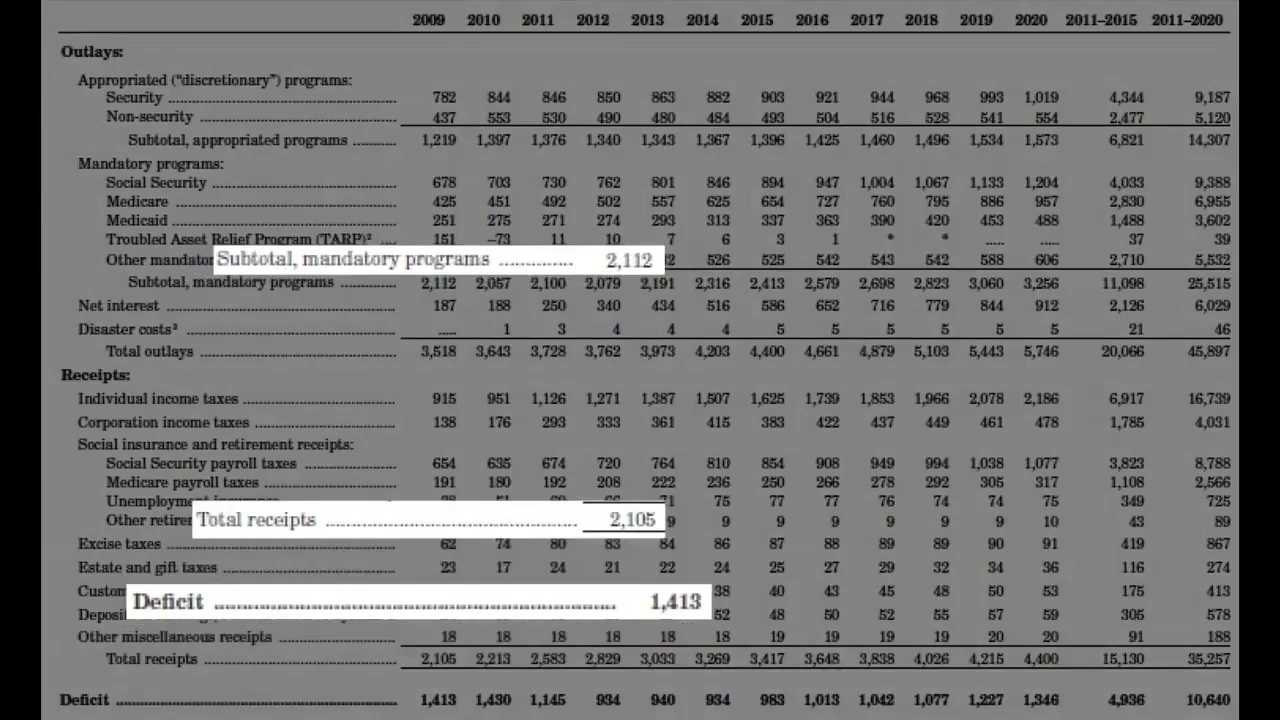 2009 2010 2011 2012 2013 2014 2015 2016 2017 2018 2019 2020 2011–2015 2011–2020
Outlays:
Appropriated (“discretionary”) programs:
Security ................ 782 844 846 850 863 882 903 921 944 968 993 1,019 4,344 9,187
Non-security ................ 437 553 530 490 480 484 493 504 516 528 541 554 2,477 5,120
Subtotal, appropriated programs ........... 1,219 1,397 1,376 1,340 1,343 1,367 1,396 1,425 1,460 1,496 1,534 1,573 6,821 14,307
Mandatory programs:
Social Security ................ 678 703 730 762 801 846 894 947 1,004 1,067 1,133 1,204 4,033 9,388
Medicare ................ 425 451 492 502 557 625 654 727 760 795 886 957 2,830 6,955
Medicaid ................ 251 275 271 274 293 313 337 363 390 420 453 488 1,488 3,602
Troubled Asset Relief Program (TARP)² .... 151 –73 11 10 7 6 3 1 * * ..... ..... 37 39
Other 526 525 542 543 542 588 606 2,710 5,532
Subtotal, mandatory programs ............... 2,112
Subtotal, mandatory programs ............. 2,112 2,057 2,100 2,079 2,191 2,316 2,413 2,579 2,698 2,823 3,060 3,256 11,098 25,515
Net interest ................ 187 188 250 340 434 516 586 652 716 779 844 912 2,126 6,029
Disaster costs³ ................ ..... 1 3 4 4 4 5 5 5 5 5 5 21 46
Total outlays ................ 3,518 3,643 3,728 3,762 3,973 4,203 4,400 4,661 4,879 5,103 5,443 5,746 20,066 45,897
Receipts:
Individual income taxes ................ 915 951 1,126 1,271 1,387 1,507 1,625 1,739 1,853 1,966 2,078 2,186 6,917 16,739
Corporation income taxes ................ 138 176 293 333 361 415 383 422 437 449 461 478 1,785 4,031
Social insurance and retirement receipts:
Social Security payroll taxes ................ 654 635 674 720 764 810 854 908 949 994 1,038 1,077 3,823 8,788
Medicare payroll taxes ................ 191 180 192 208 222 236 250 266 278 292 305 317 1,108 2,566
Unemployment insurance 71 75 77 77 76 74 74 75 349 725
Other 9 9 9 9 9 9 9 10 43 89
Total receipts ................ 2,105
Excise taxes ................ 62 74 80 83 84 86 87 88 89 89 90 91 419 867
Estate and gift taxes ................ 23 17 24 21 22 24 25 27 29 32 34 36 116 274
38 40 43 45 48 50 53 175 413
Deficit ................ 1,413
52 48 50 52 55 57 59 305 578
Other miscellaneous receipts ................ 18 18 18 18 18 18 19 19 19 19 20 20 91 188
Total receipts ................ 2,105 2,213 2,583 2,829 3,033 3,269 3,417 3,648 3,838 4,026 4,215 4,400 15,130 35,257
Deficit ................ 1,413 1,430 1,145 934 940 934 983 1,013 1,042 1,077 1,227 1,346 4,936 10,640